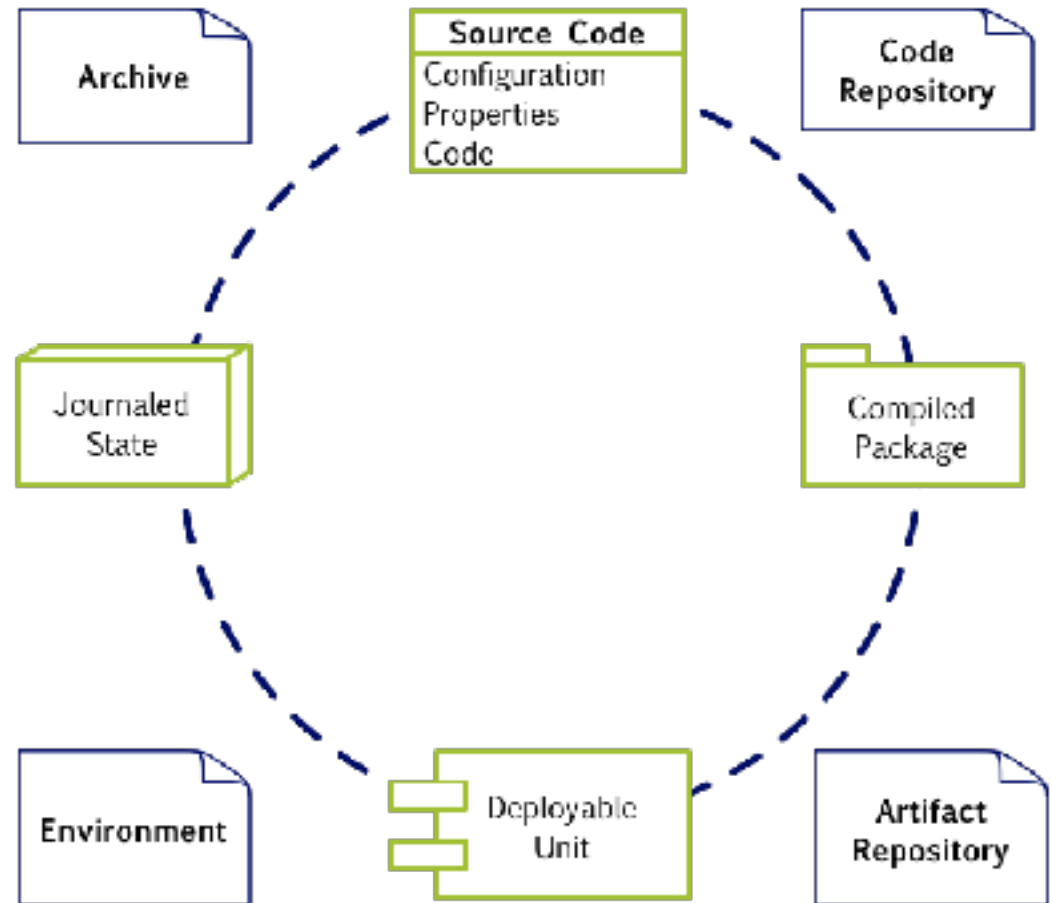 Archive
Source Code
Configuration
Properties
Code
Code
Repository
Journaled
State
Compiled
Package
Environment
Deployable
Unit
Artifact
Repository